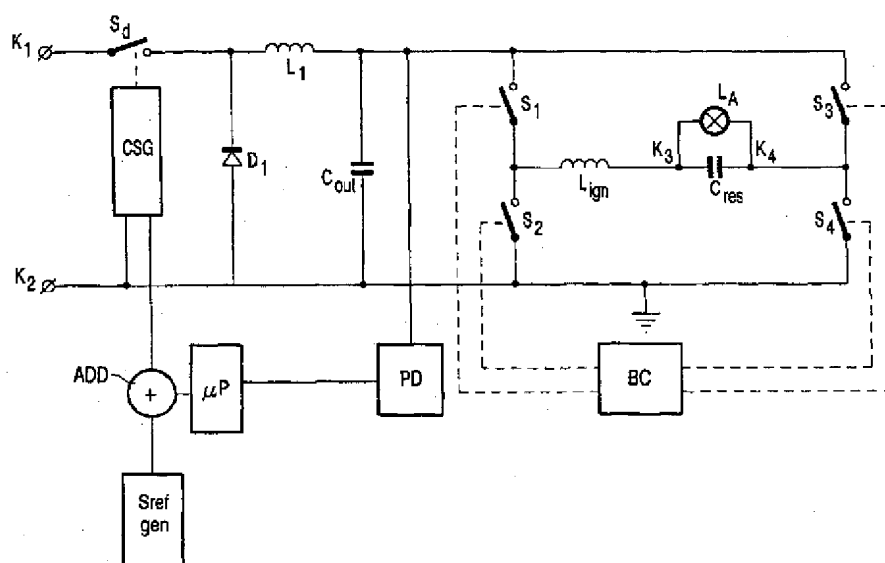 K1
Sd
L1
CSG
D1
Cout
S1
LA
S3
K3
K4
Lign
Cres
S2
S4
K2
ADD
+
μP
PD
BC
Sref
gen